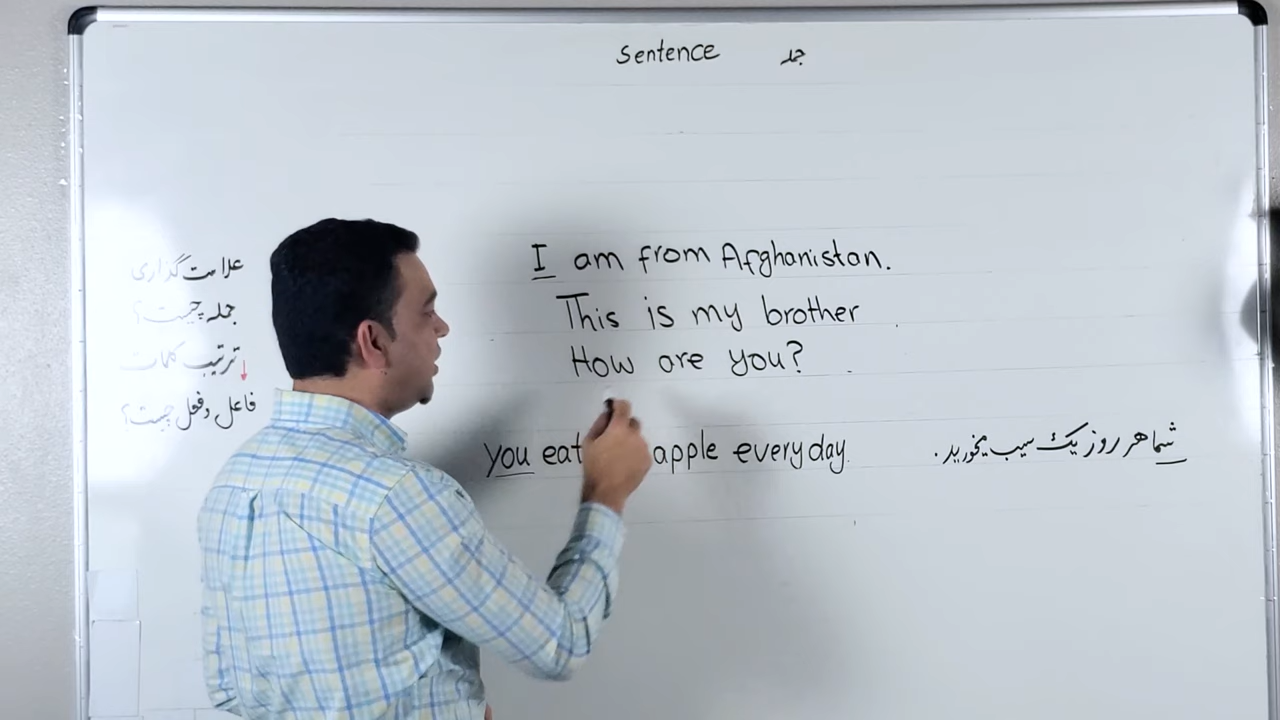 Sentence جمله
I am from Afghanistan.
This is my brother
How are you?
you eat apple everyday.
شما هر روز یک سیب میخورید.
علامت گذاری
جمله چیست؟
ترتیب کلمات
فاعل و فعل چیست؟